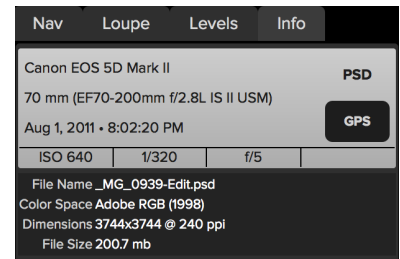 Nav Loupe Levels Info
Canon EOS 5D Mark II
PSD
70 mm (EF70-200mm f/2.8L IS II USM)
Aug 1, 2011 • 8:02:20 PM
GPS
ISO 640 1/320 f/5
File Name _MG_0939-Edit.psd
Color Space Adobe RGB (1998)
Dimensions 3744x3744 @ 240 ppi
File Size 200.7 mb